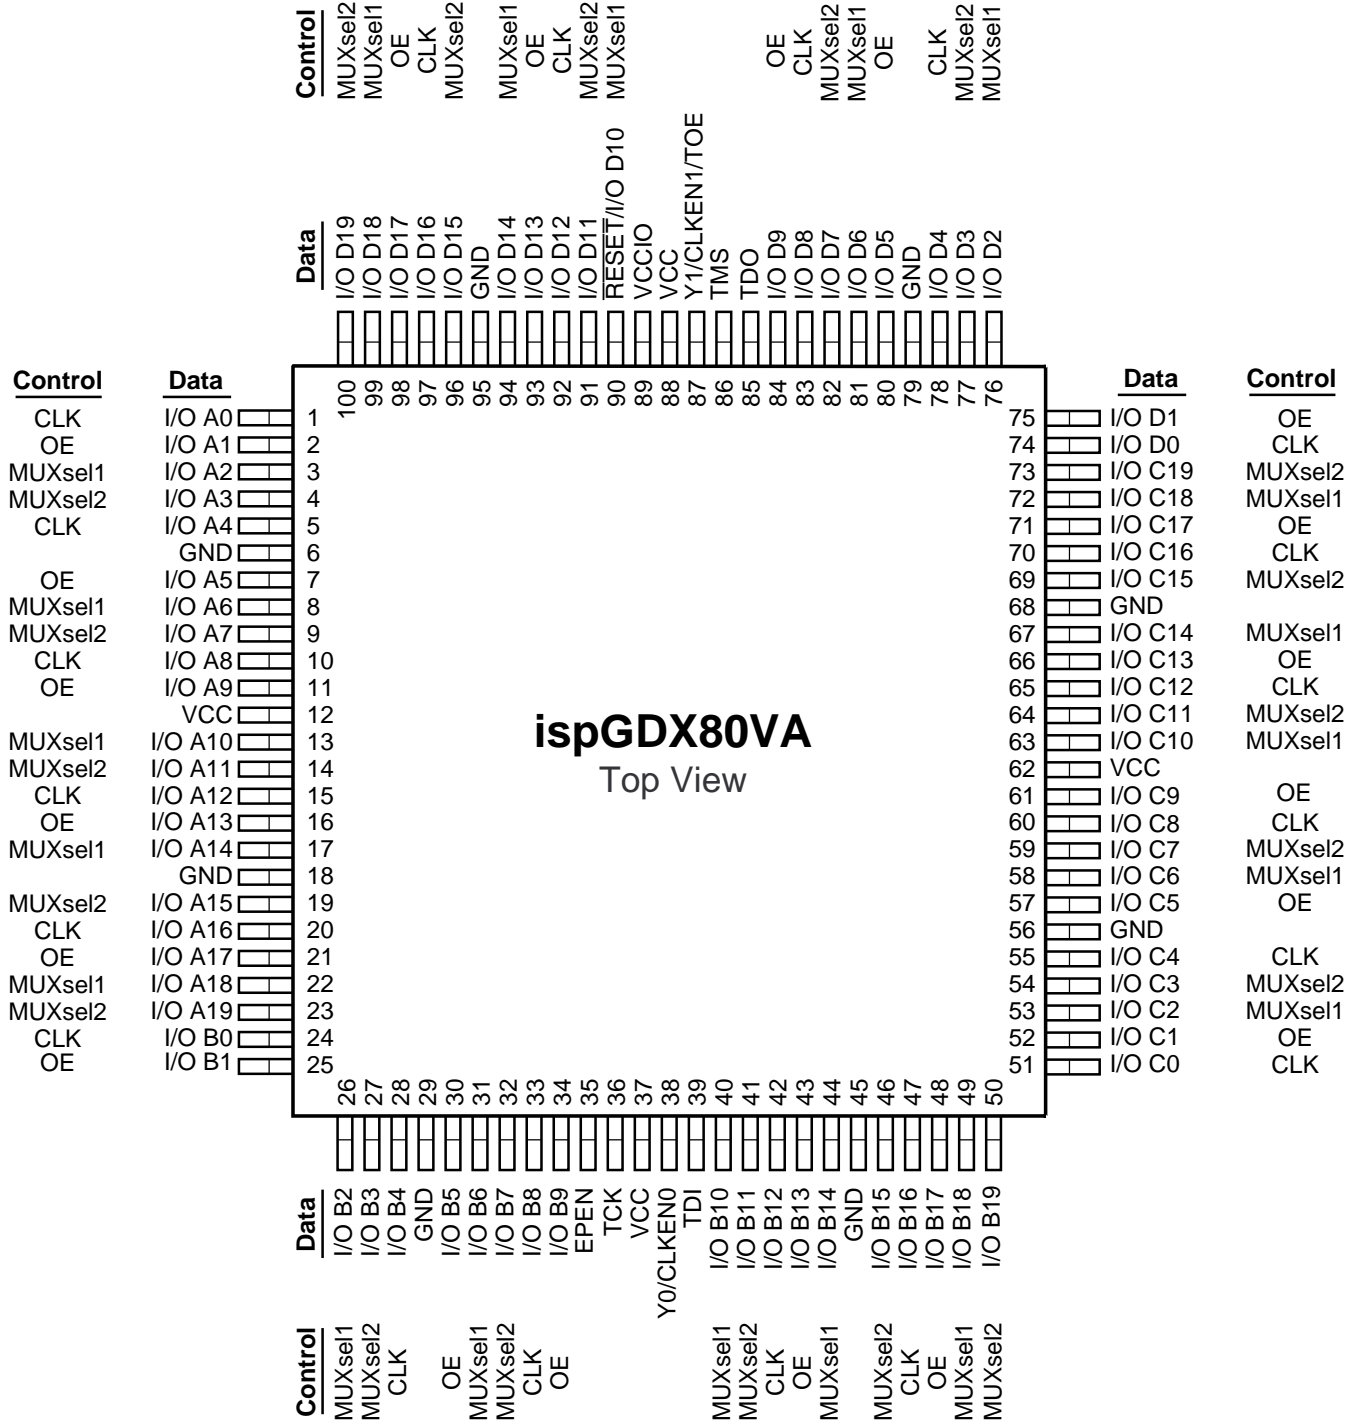 Control MUXsel2 MUXsel1 OE CLK MUXsel2 MUXsel1 OE CLK MUXsel2 MUXsel1 OE CLK MUXsel2 MUXsel1 OE CLK MUXsel2 MUXsel1
Data I/O D19 I/O D18 I/O D17 I/O D16 I/O D15 GND I/O D14 I/O D13 I/O D12 I/O D11 RESET/I/O D10 VCCIO VCC Y1/CLKEN1/TOE TMS TDO I/O D9 I/O D8 I/O D7 I/O D6 I/O D5 GND I/O D4 I/O D3 I/O D2
100 99 98 97 96 95 94 93 92 91 90 89 88 87 86 85 84 83 82 81 80 79 78 77 76
Control Data Data Control
CLK I/O A0 1 75 I/O D1 OE
OE I/O A1 2 74 I/O D0 CLK
MUXsel1 I/O A2 3 73 I/O C19 MUXsel2
MUXsel2 I/O A3 4 72 I/O C18 MUXsel1
CLK I/O A4 5 71 I/O C17 OE
GND 6 70 I/O C16 CLK
OE I/O A5 7 69 I/O C15 MUXsel2
MUXsel1 I/O A6 8 68 GND
MUXsel2 I/O A7 9 67 I/O C14 MUXsel1
CLK I/O A8 10 66 I/O C13 OE
OE I/O A9 11 65 I/O C12 CLK
VCC 12 64 I/O C11 MUXsel2
MUXsel1 I/O A10 13 63 I/O C10 MUXsel1
MUXsel2 I/O A11 14 62 VCC
CLK I/O A12 15 61 I/O C9 OE
OE I/O A13 16 60 I/O C8 CLK
MUXsel1 I/O A14 17 59 I/O C7 MUXsel2
GND 18 58 I/O C6 MUXsel1
MUXsel2 I/O A15 19 57 I/O C5 OE
CLK I/O A16 20 56 GND
OE I/O A17 21 55 I/O C4 CLK
MUXsel1 I/O A18 22 54 I/O C3 MUXsel2
MUXsel2 I/O A19 23 53 I/O C2 MUXsel1
CLK I/O B0 24 52 I/O C1 OE
OE I/O B1 25 51 I/O C0 CLK
ispGDX80VA
Top View
26 27 28 29 30 31 32 33 34 35 36 37 38 39 40 41 42 43 44 45 46 47 48 49 50
Data I/O B2 I/O B3 I/O B4 GND I/O B5 I/O B6 I/O B7 I/O B8 I/O B9 EPEN TCK VCC Y0/CLKEN0 TDI I/O B10 I/O B11 I/O B12 I/O B13 I/O B14 GND I/O B15 I/O B16 I/O B17 I/O B18 I/O B19
Control MUXsel1 MUXsel2 CLK OE MUXsel1 MUXsel2 CLK OE MUXsel1 MUXsel2 CLK OE MUXsel1 MUXsel2 CLK OE MUXsel1 MUXsel2